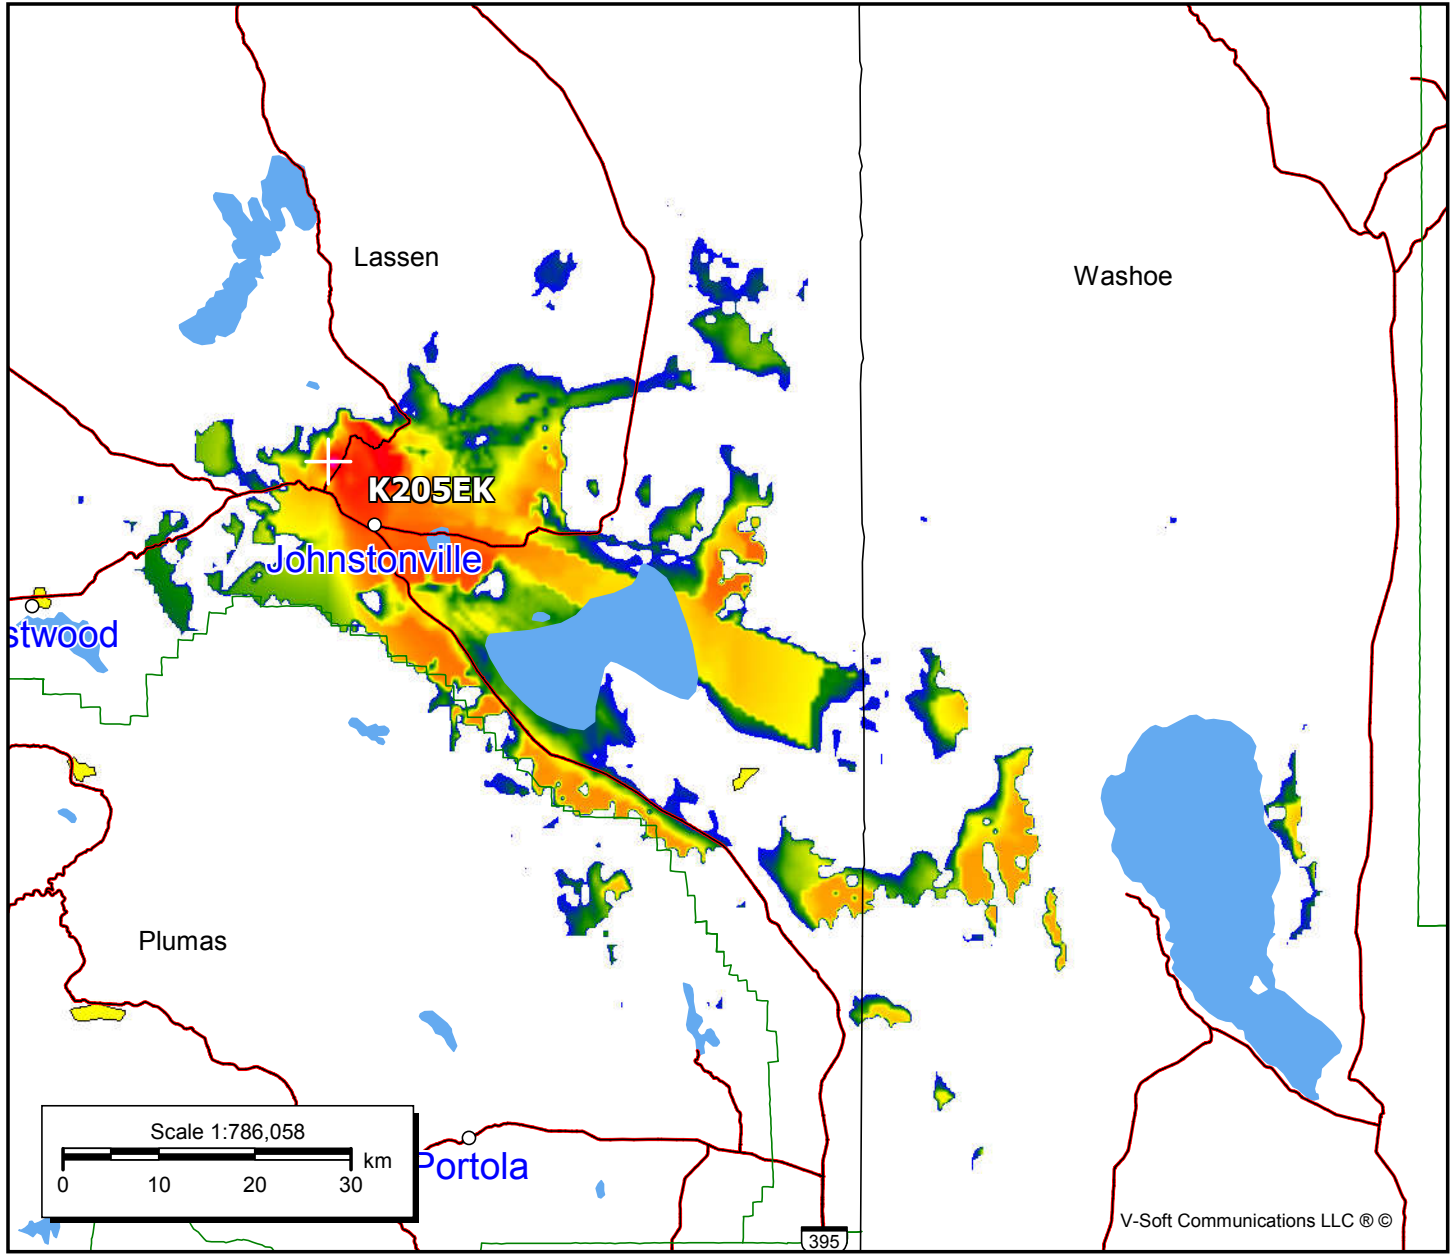 Lassen
Washoe
K205EK
Johnstonville
stwood
Plumas
Scale 1:786,058
km
0 10 20 30
Portola
395
V-Soft Communications LLC ® ©